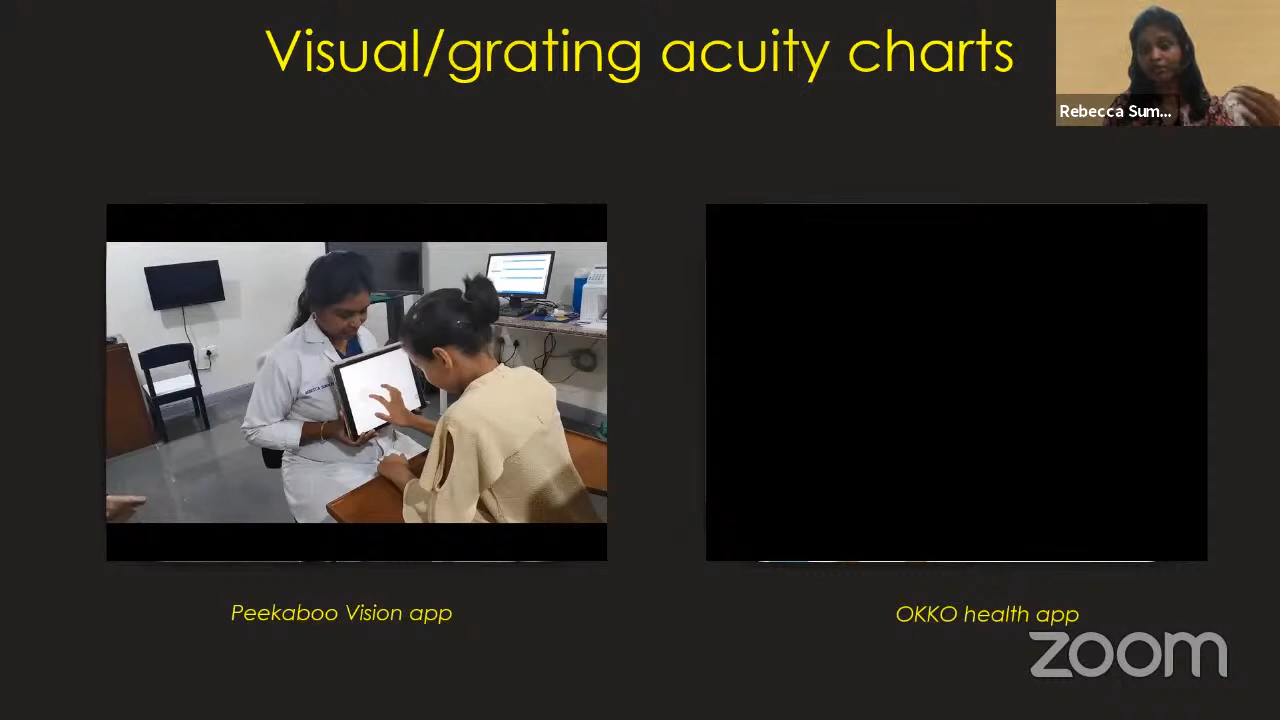 Visual/grating acuity charts
Rebecca Sum...
Peekaboo Vision app
OKKO health app
zoom